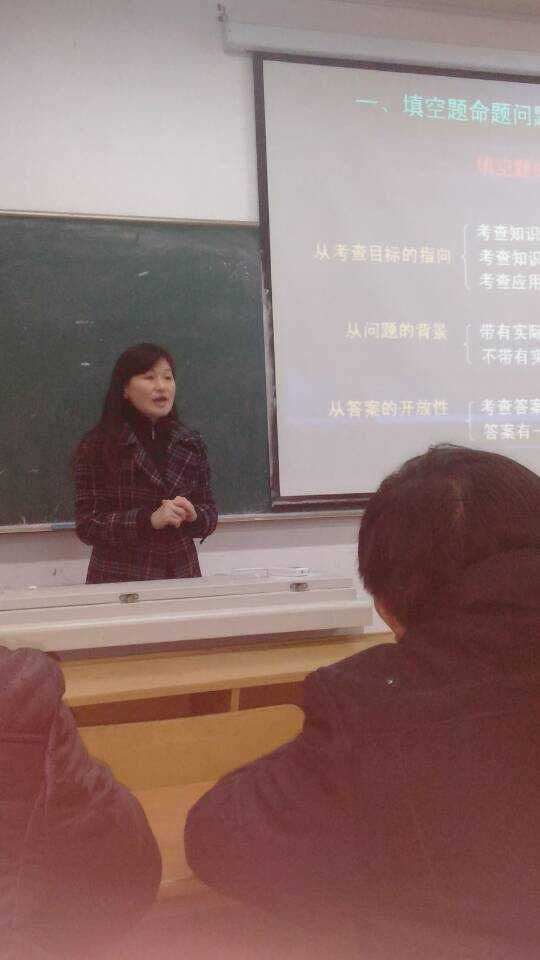 一、填空题命题问题
填空题
从考查目标的指向
考查知识
考查知识
考查应用
从问题的背景
带有实际
不带有实
从答案的开放性
考查答案
答案有一